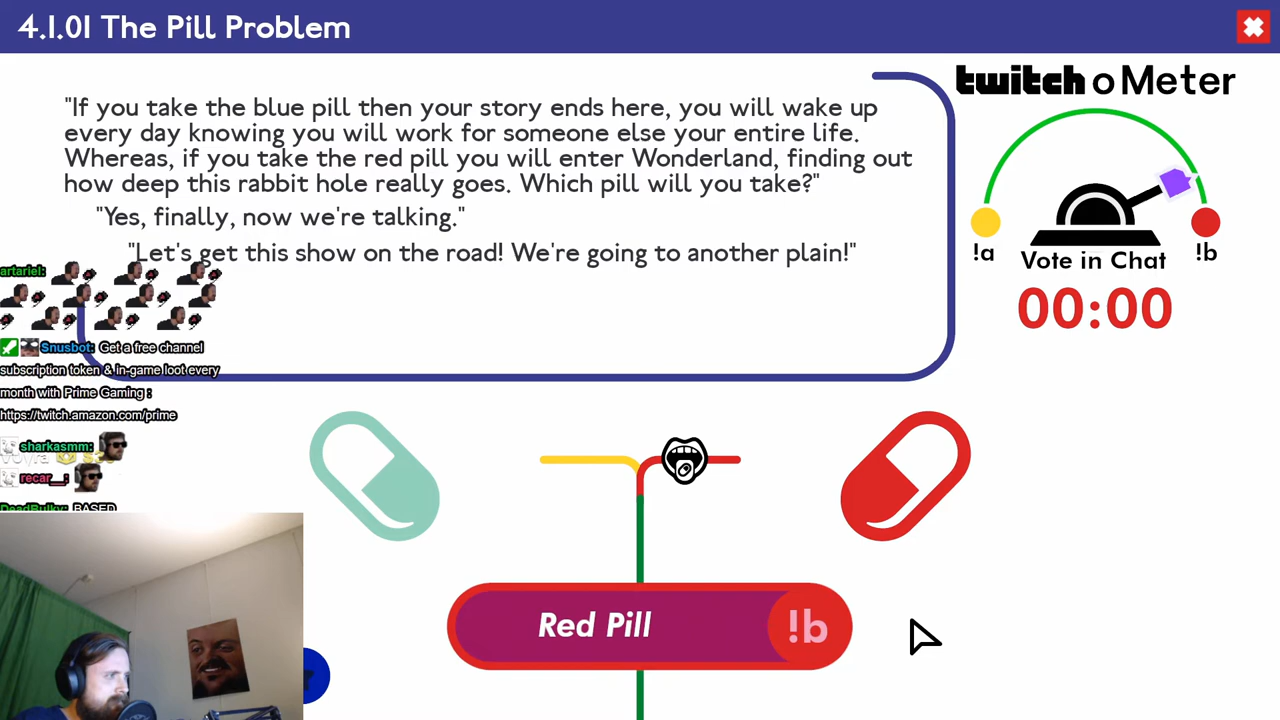 4.1.01 The Pill Problem
"If you take the blue pill then your story ends here, you will wake up
every day knowing you will work for someone else your entire life.
Whereas, if you take the red pill you will enter Wonderland, finding out
how deep this rabbit hole really goes. Which pill will you take?"
"Yes, finally, now we're talking."
"Let's get this show on the road! We're going to another plain!"
twitch o Meter
!a
Vote in Chat
!b
00:00
artariel:
Snusbot: Get a free channel
subscription token & in-game loot every
month with Prime Gaming :
https://twitch.amazon.com/prime
sharkasmm:
recar__:
DeadBulky: BASED
Red Pill
!b